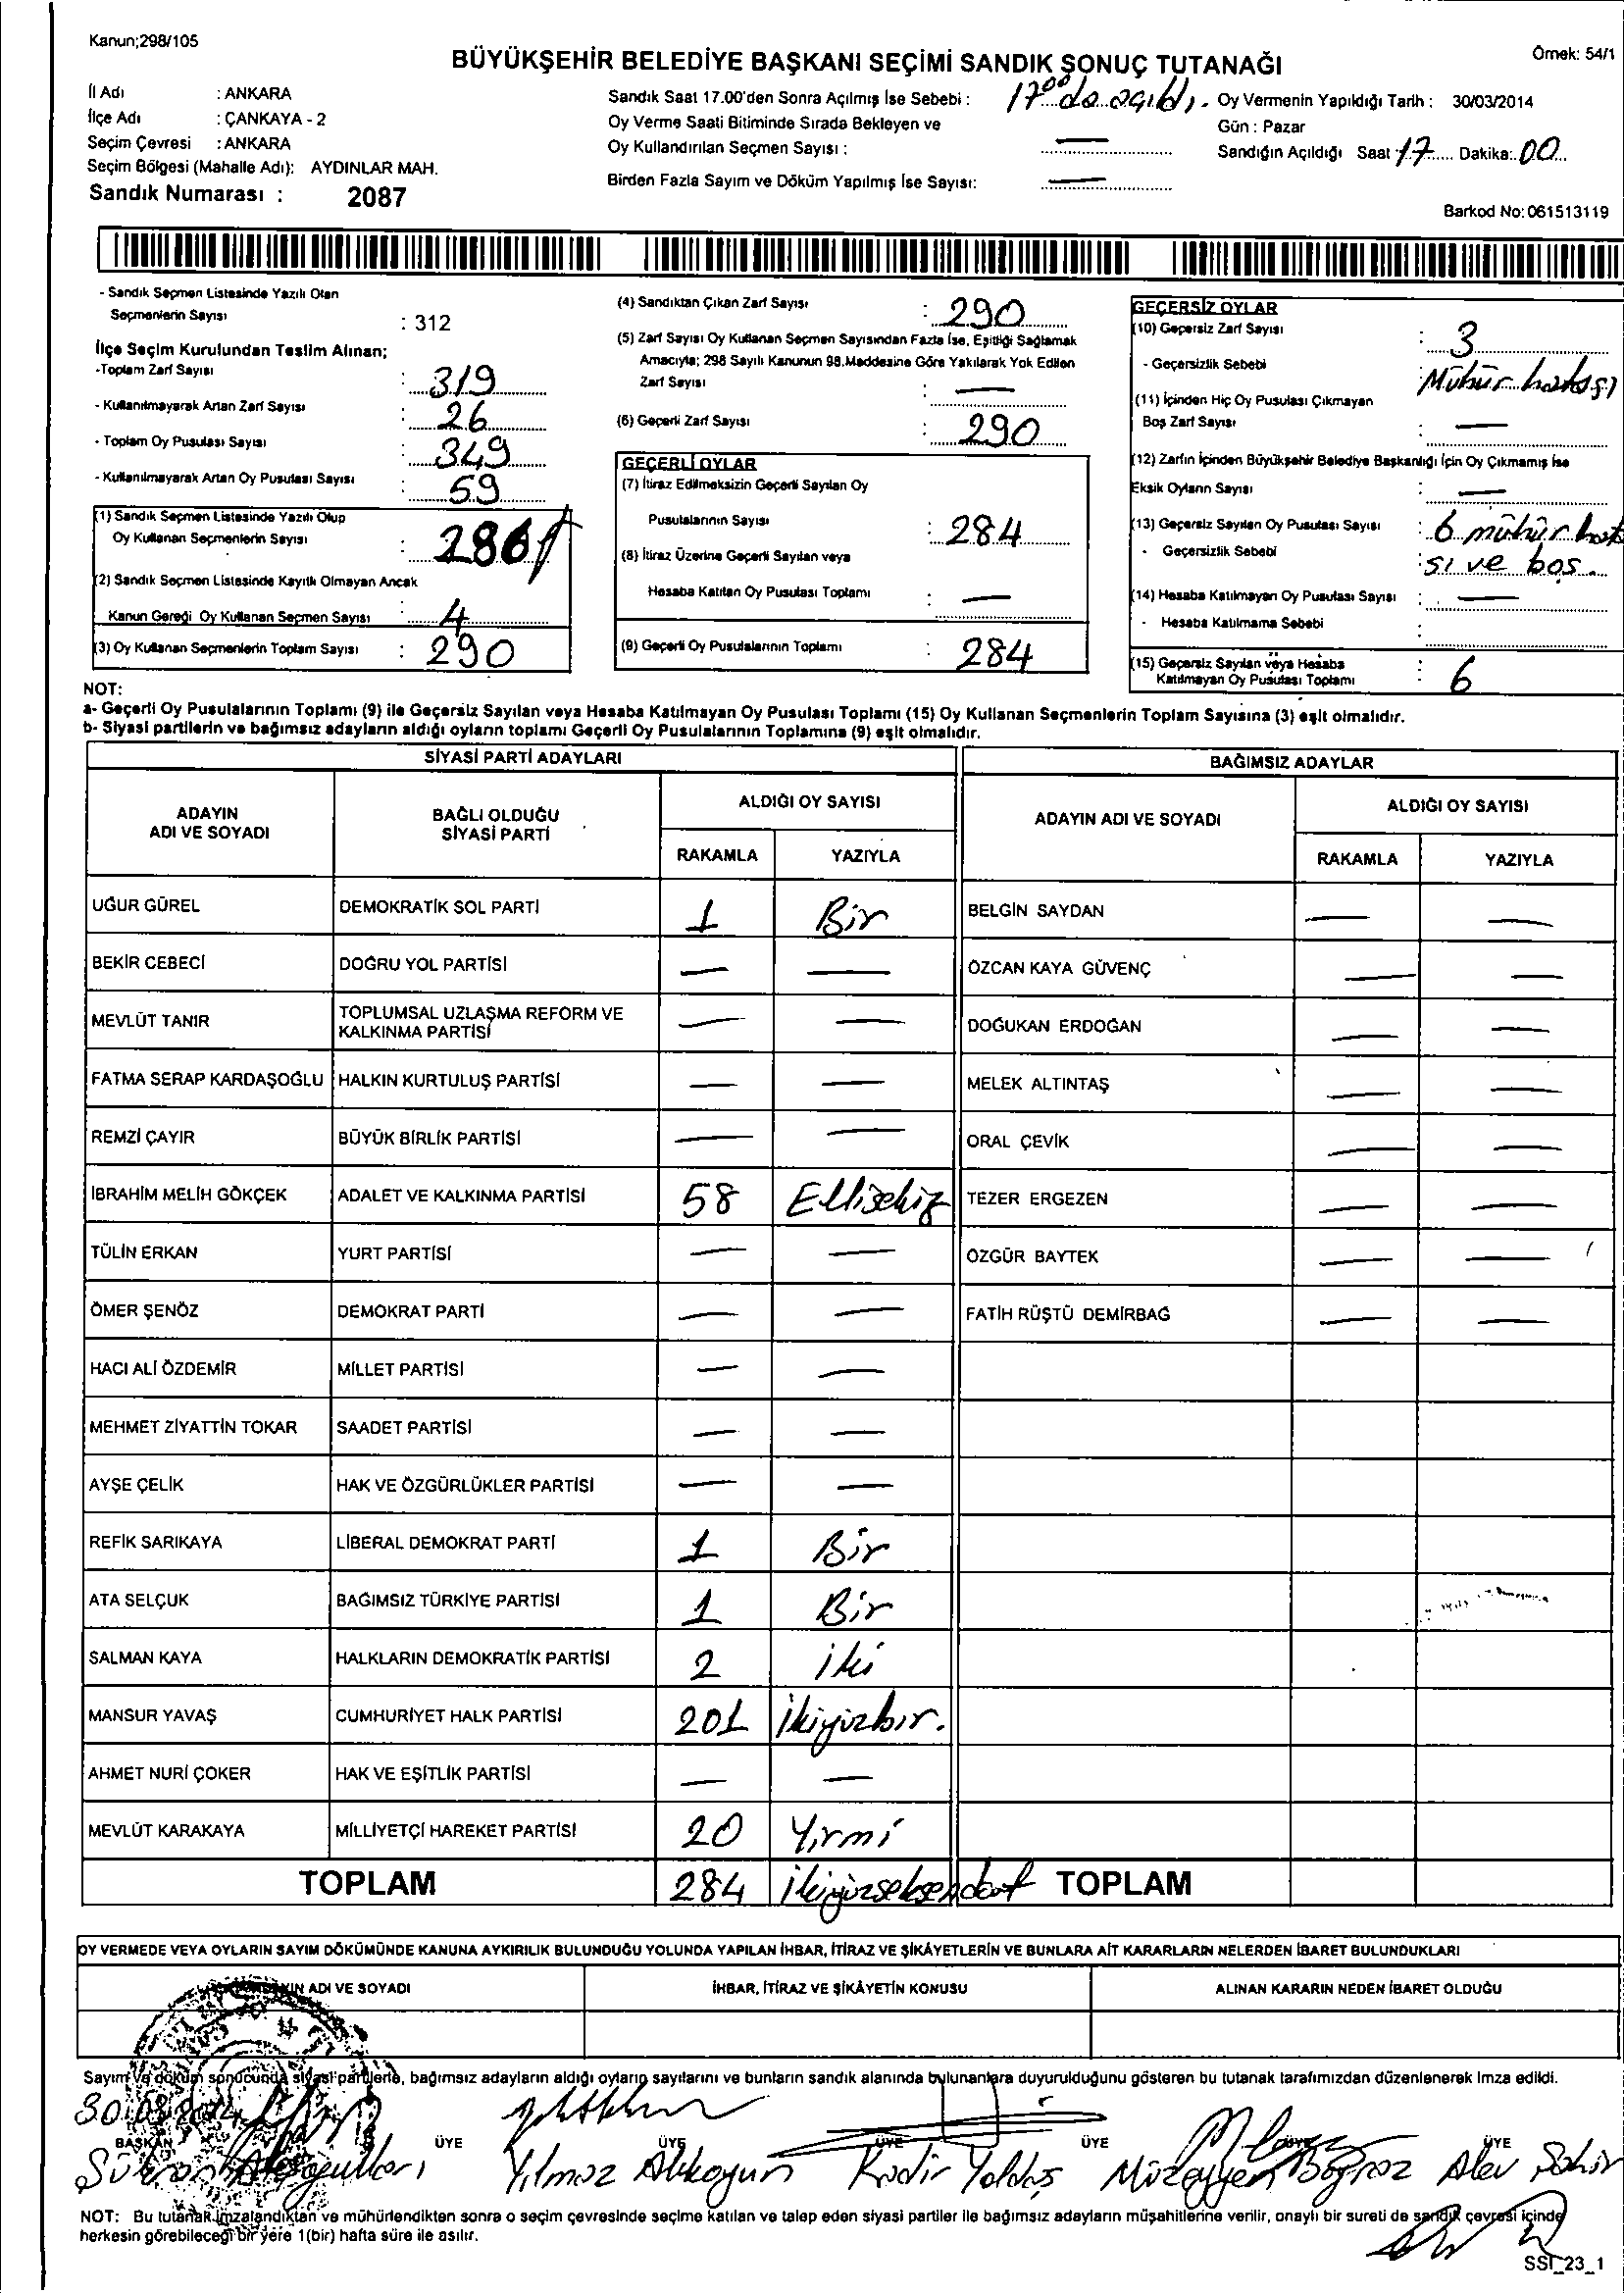 Kanun;298/105
BÜYÜKŞEHİR BELEDİYE BAŞKANI SEÇİMİ SANDIK SONUÇ TUTANAĞI
Örnek: 54/1
İl Adı : ANKARA
İlçe Adı : ÇANKAYA - 2
Seçim Çevresi : ANKARA
Seçim Bölgesi (Mahalle Adı): AYDINLAR MAH.
Sandık Numarası : 2087
Sandık Saat 17.00'den Sonra Açılmış İse Sebebi : 17 00 da açıldı.
Oy Verme Saati Bitiminde Sırada Bekleyen ve
Oy Kullandırılan Seçmen Sayısı : —
Birden Fazla Sayım ve Döküm Yapılmış İse Sayısı: —
Oy Vermenin Yapıldığı Tarih : 30/03/2014
Gün : Pazar
Sandığın Açıldığı Saat : 17 Dakika: 00
Barkod No: 061513119
- Sandık Seçmen Listesinde Yazılı Olan
Seçmenlerin Sayısı : 312
İlçe Seçim Kurulundan Teslim Alınan;
-Toplam Zarf Sayısı : 319
- Kullanılmayarak Artan Zarf Sayısı : 26
- Toplam Oy Pusulası Sayısı : 349
- Kullanılmayarak Artan Oy Pusulası Sayısı : 59
(1) Sandık Seçmen Listesinde Yazılı Olup
Oy Kullanan Seçmenlerin Sayısı : 286
(2) Sandık Seçmen Listesinde Kayıtlı Olmayan Ancak
Kanun Gereği Oy Kullanan Seçmen Sayısı : 4
(3) Oy Kullanan Seçmenlerin Toplam Sayısı : 290
(4) Sandıktan Çıkan Zarf Sayısı : 290
(5) Zarf Sayısı Oy Kullanan Seçmen Sayısından Fazla İse, Eşitliği Sağlamak
Amacıyla; 298 Sayılı Kanunun 98.Maddesine Göre Yakılarak Yok Edilen
Zarf Sayısı : —
(6) Geçerli Zarf Sayısı : 290
GEÇERLİ OYLAR
(7) İtiraz Edilmeksizin Geçerli Sayılan Oy
Pusulalarının Sayısı : 284
(8) İtiraz Üzerine Geçerli Sayılan veya
Hesaba Katılan Oy Pusulası Toplamı : —
(9) Geçerli Oy Pusulalarının Toplamı : 284
GEÇERSİZ OYLAR
(10) Geçersiz Zarf Sayısı : 3
- Geçersizlik Sebebi : Mühür hatası
(11) İçinden Hiç Oy Pusulası Çıkmayan
Boş Zarf Sayısı : —
(12) Zarfın İçinden Büyükşehir Belediye Başkanlığı İçin Oy Çıkmamış İse
Eksik Oyların Sayısı : —
(13) Geçersiz Sayılan Oy Pusulası Sayısı : 6 mühür hata
- Geçersizlik Sebebi : sı ve boş.
(14) Hesaba Katılmayan Oy Pusulası Sayısı : —
- Hesaba Katılmama Sebebi :
(15) Geçersiz Sayılan veya Hesaba
Katılmayan Oy Pusulası Toplamı : 6
NOT:
a- Geçerli Oy Pusulalarının Toplamı (9) ile Geçersiz Sayılan veya Hesaba Katılmayan Oy Pusulası Toplamı (15) Oy Kullanan Seçmenlerin Toplam Sayısına (3) eşit olmalıdır.
b- Siyasi partilerin ve bağımsız adayların aldığı oyların toplamı Geçerli Oy Pusulalarının Toplamına (9) eşit olmalıdır.
SİYASİ PARTİ ADAYLARI BAĞIMSIZ ADAYLAR
ADAYIN ADI VE SOYADI BAĞLI OLDUĞU SİYASİ PARTİ ALDIĞI OY SAYISI ADAYIN ADI VE SOYADI ALDIĞI OY SAYISI
RAKAMLA YAZIYLA RAKAMLA YAZIYLA
UĞUR GÜREL DEMOKRATİK SOL PARTİ 1 Bir BELGİN SAYDAN — —
BEKİR CEBECİ DOĞRU YOL PARTİSİ — — ÖZCAN KAYA GÜVENÇ — —
MEVLÜT TANIR TOPLUMSAL UZLAŞMA REFORM VE KALKINMA PARTİSİ — — DOĞUKAN ERDOĞAN — —
FATMA SERAP KARDAŞOĞLU HALKIN KURTULUŞ PARTİSİ — — MELEK ALTINTAŞ — —
REMZİ ÇAYIR BÜYÜK BİRLİK PARTİSİ — — ORAL ÇEVİK — —
İBRAHİM MELİH GÖKÇEK ADALET VE KALKINMA PARTİSİ 58 Ellisekiz TEZER ERGEZEN — —
TÜLİN ERKAN YURT PARTİSİ — — ÖZGÜR BAYTEK — —
ÖMER ŞENÖZ DEMOKRAT PARTİ — — FATİH RÜŞTÜ DEMİRBAĞ — —
HACI ALİ ÖZDEMİR MİLLET PARTİSİ — —
MEHMET ZİYATTİN TOKAR SAADET PARTİSİ — —
AYŞE ÇELİK HAK VE ÖZGÜRLÜKLER PARTİSİ — —
REFİK SARIKAYA LİBERAL DEMOKRAT PARTİ 1 Bir
ATA SELÇUK BAĞIMSIZ TÜRKİYE PARTİSİ 1 Bir
SALMAN KAYA HALKLARIN DEMOKRATİK PARTİSİ 2 iki
MANSUR YAVAŞ CUMHURİYET HALK PARTİSİ 201 ikiyüzbir.
AHMET NURİ ÇOKER HAK VE EŞİTLİK PARTİSİ — —
MEVLÜT KARAKAYA MİLLİYETÇİ HAREKET PARTİSİ 20 Yirmi
TOPLAM 284 ikiyüzseksendört TOPLAM
OY VERMEDE VEYA OYLARIN SAYIM DÖKÜMÜNDE KANUNA AYKIRILIK BULUNDUĞU YOLUNDA YAPILAN İHBAR, İTİRAZ VE ŞİKÂYETLERİN VE BUNLARA AİT KARARLARIN NELERDEN İBARET BULUNDUKLARI
ADI VE SOYADI İHBAR, İTİRAZ VE ŞİKÂYETİN KONUSU ALINAN KARARIN NEDEN İBARET OLDUĞU
Sayım ve döküm sonucunda siyasi partilerle, bağımsız adayların aldığı oyların sayılarını ve bunların sandık alanında bulunanlara duyurulduğunu gösteren bu tutanak tarafımızdan düzenlenerek imza edildi.
30.03.2014
BAŞKAN ÜYE ÜYE ÜYE ÜYE ÜYE ÜYE
Yılmaz Alıkoyun Kadir Yoldaş Müzeyyen Alev Şahin
NOT: Bu tutanak imzalandıktan ve mühürlendikten sonra o seçim çevresinde seçime katılan ve talep eden siyasi partiler ile bağımsız adayların müşahitlerine verilir, onaylı bir sureti de sandık çevresi içinde
herkesin görebileceği bir yere 1(bir) hafta süre ile asılır.
SSI_23_1